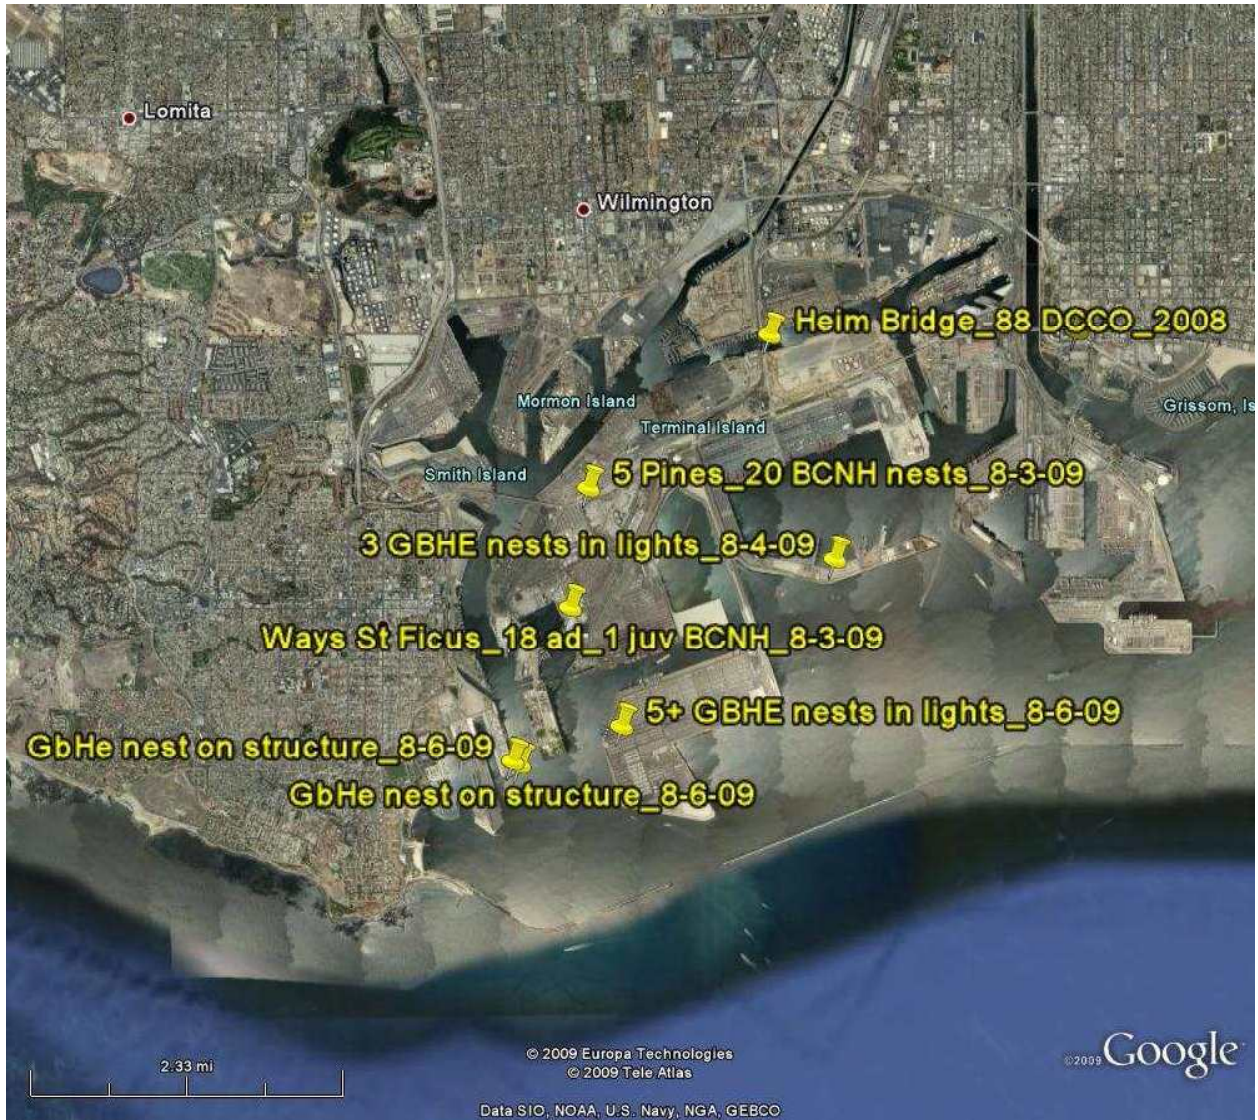 Lomita
Wilmington
Heim Bridge_88 DCCO_2008
Mormon Island
Grissom, Is
Terminal Island
Smith Island
5 Pines_20 BCNH nests_8-3-09
3 GBHE nests in lights_8-4-09
Ways St Ficus_18 ad_1 juv BCNH_8-3-09
5+ GBHE nests in lights_8-6-09
GbHe nest on structure_8-6-09
GbHe nest on structure_8-6-09
2.33 mi
© 2009 Europa Technologies
© 2009 Tele Atlas
©2009 Google
Data SIO, NOAA, U.S. Navy, NGA, GEBCO